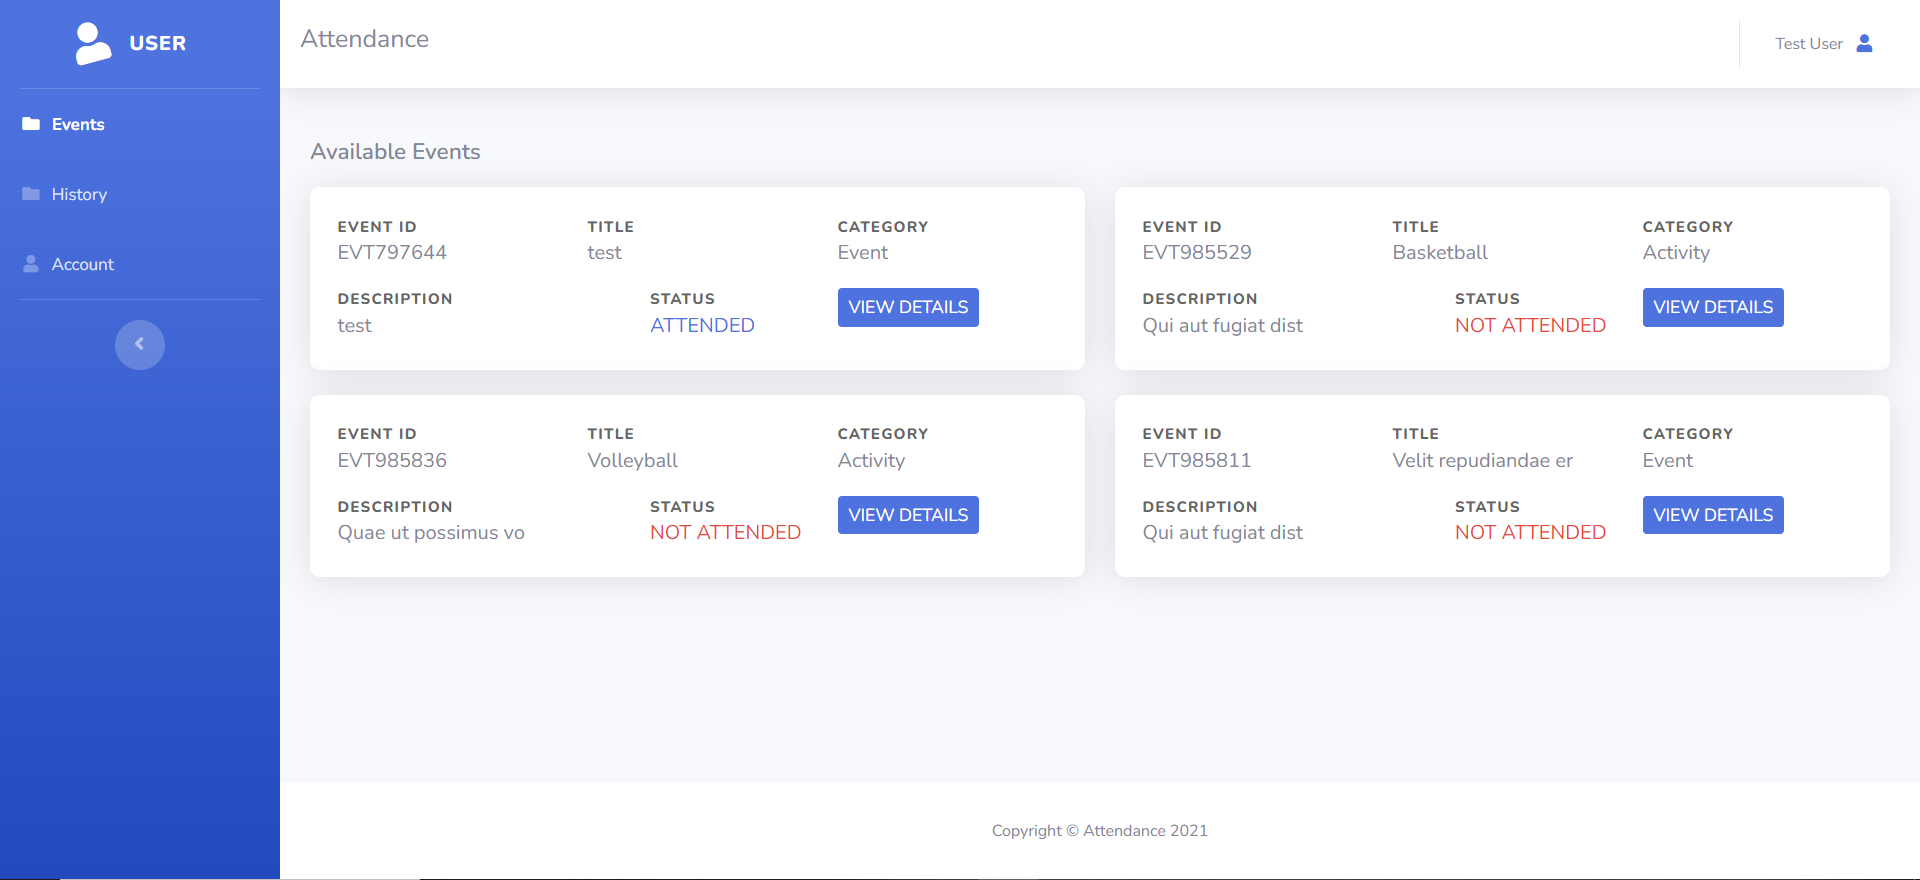 USER
Events
History
Account
Attendance
Test User
Available Events
EVENT ID TITLE CATEGORY
EVT797644 test Event
DESCRIPTION STATUS VIEW DETAILS
test ATTENDED
EVENT ID TITLE CATEGORY
EVT985529 Basketball Activity
DESCRIPTION STATUS VIEW DETAILS
Qui aut fugiat dist NOT ATTENDED
EVENT ID TITLE CATEGORY
EVT985836 Volleyball Activity
DESCRIPTION STATUS VIEW DETAILS
Quae ut possimus vo NOT ATTENDED
EVENT ID TITLE CATEGORY
EVT985811 Velit repudiandae er Event
DESCRIPTION STATUS VIEW DETAILS
Qui aut fugiat dist NOT ATTENDED
Copyright © Attendance 2021